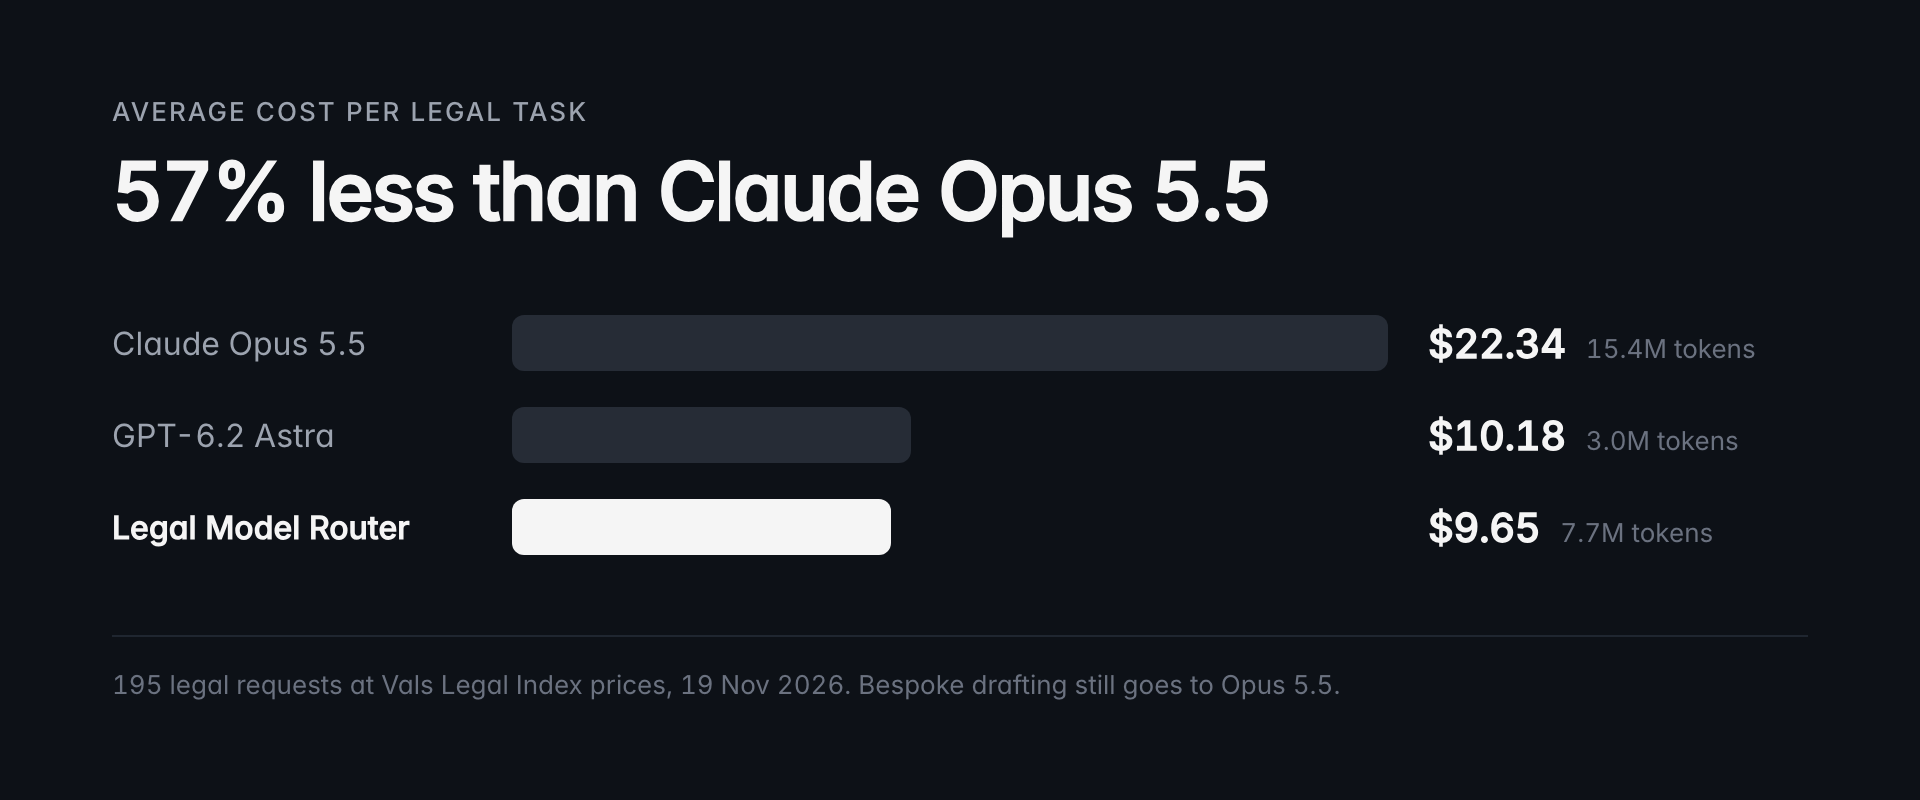 AVERAGE COST PER LEGAL TASK
57% less than Claude Opus 5.5
Claude Opus 5.5 $22.34 15.4M tokens
GPT-6.2 Astra $10.18 3.0M tokens
Legal Model Router $9.65 7.7M tokens
195 legal requests at Vals Legal Index prices, 19 Nov 2026. Bespoke drafting still goes to Opus 5.5.